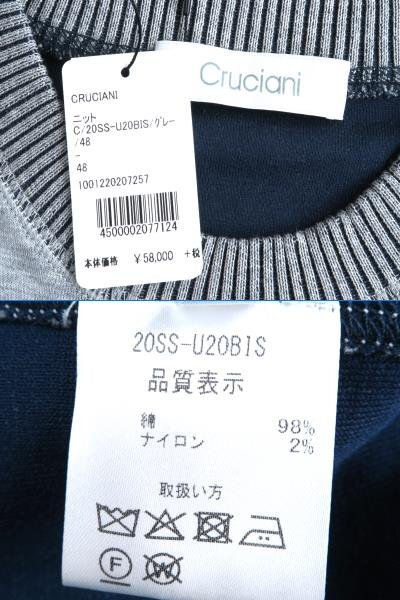 Cruciani
CRUCIANI
ニット
C/20SS-U20BIS/グレー
/48
-
48
1001220207257
4500002077124
本体価格 ¥58,000 +税
20SS-U20BIS
品質表示
綿 98%
ナイロン 2%
取扱い方
F
W